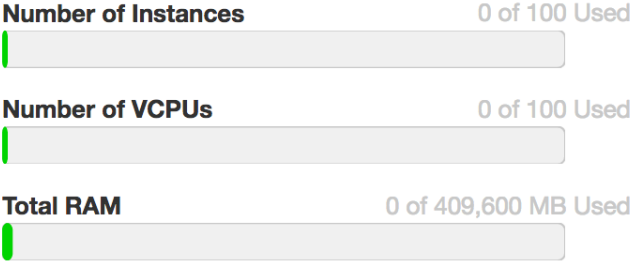 Number of Instances 0 of 100 Used
Number of VCPUs 0 of 100 Used
Total RAM 0 of 409,600 MB Used